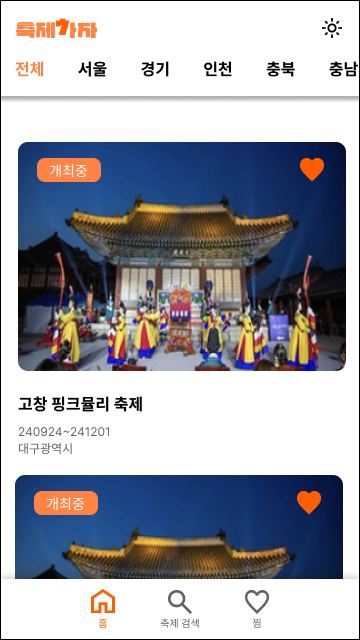 축제가자
전체 서울 경기 인천 충북 충남
개최중
고창 핑크뮬리 축제
240924~241201
대구광역시
개최중
홈 축제 검색 찜